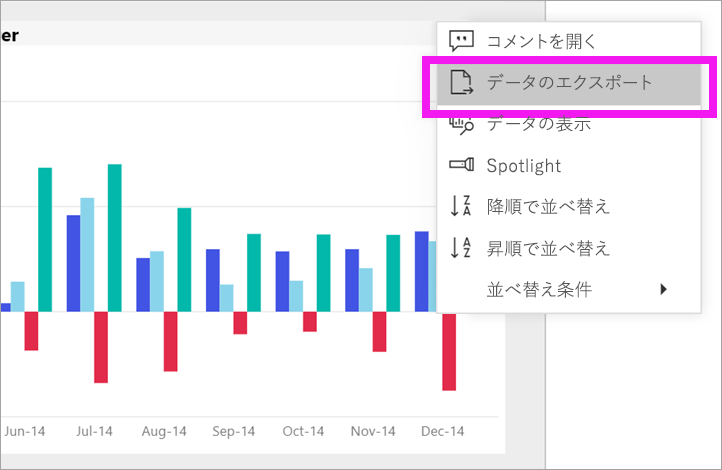 er
コメントを開く
データのエクスポート
データの表示
Spotlight
降順で並べ替え
昇順で並べ替え
並べ替え条件
Jun-14 Jul-14 Aug-14 Sep-14 Oct-14 Nov-14 Dec-14